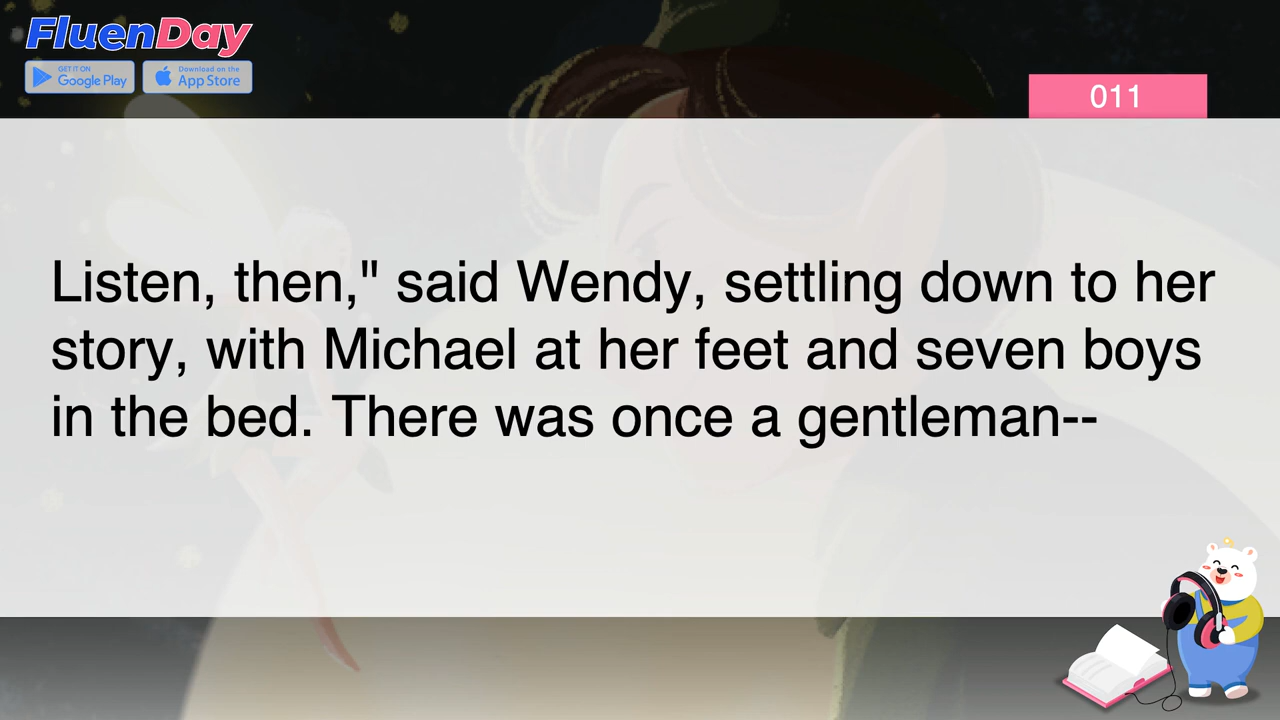 FluenDay
GET IT ON
Google Play
Download on the
App Store
011
Listen, then," said Wendy, settling down to her
story, with Michael at her feet and seven boys
in the bed. There was once a gentleman--